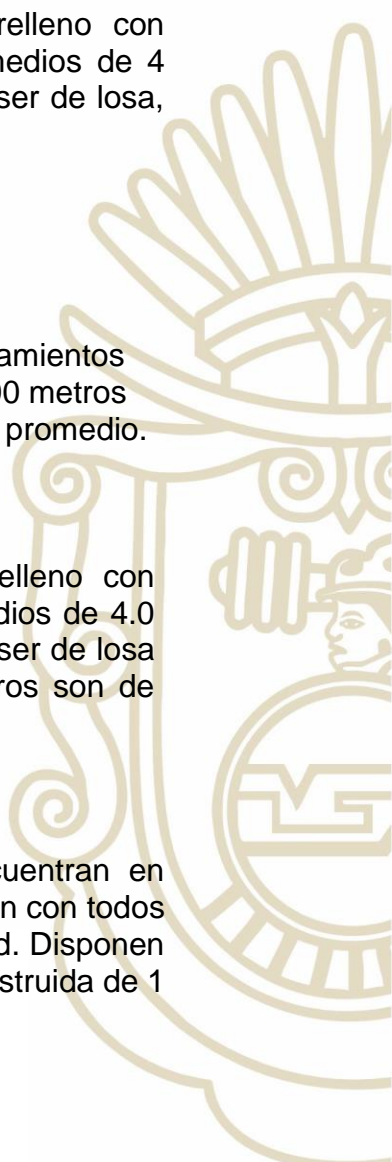 relleno con
medios de 4
ser de losa,
amientos
00 metros
promedio.
elleno con
dios de 4.0
ser de losa
ros son de
cuentran en
n con todos
d. Disponen
struida de 1